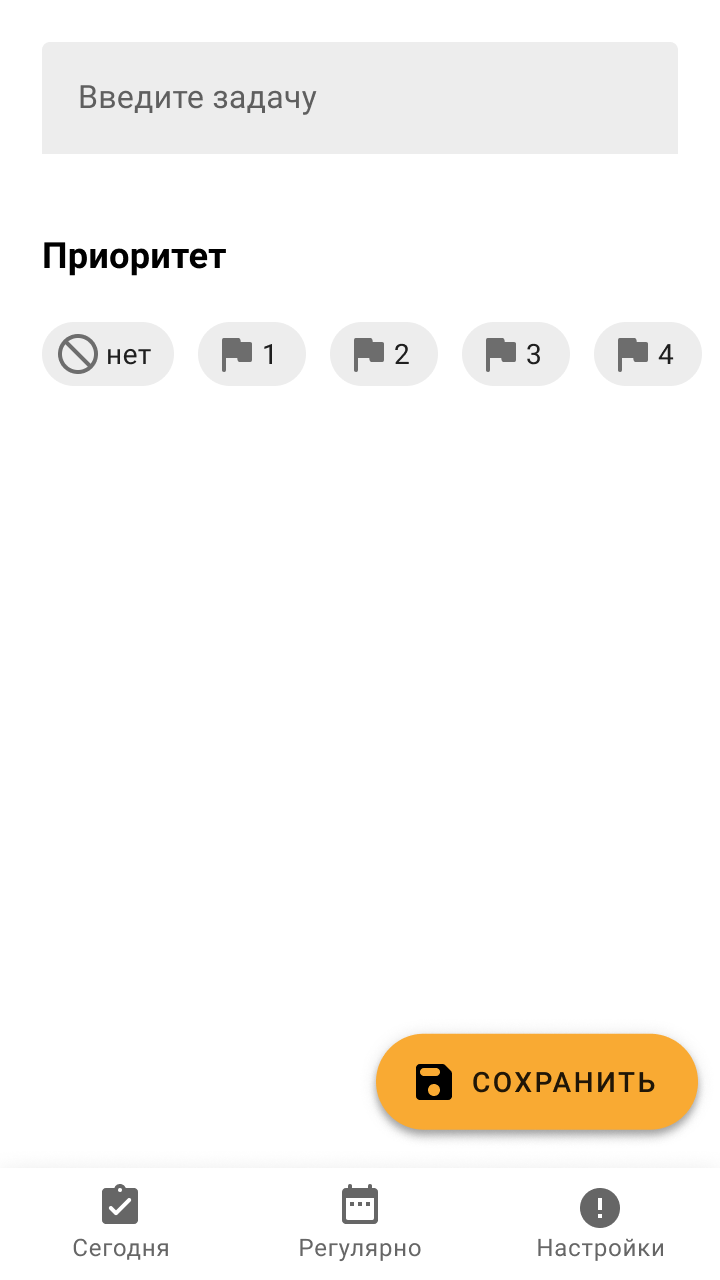 Введите задачу
Приоритет
нет 1 2 3 4
СОХРАНИТЬ
Сегодня Регулярно Настройки